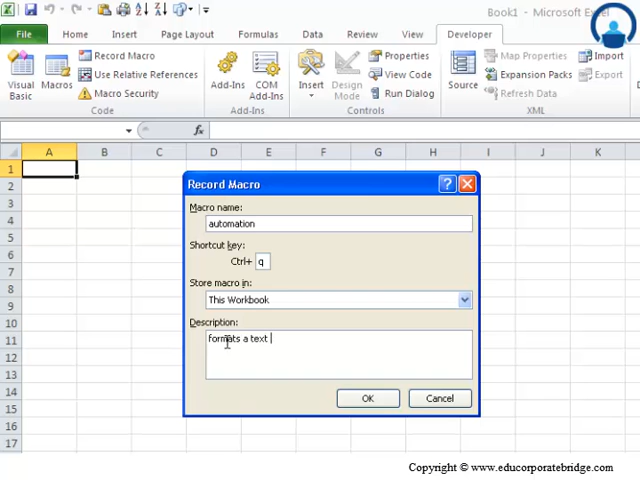 Book1 - Microsoft Excel
File Home Insert Page Layout Formulas Data Review View Developer
Visual Basic
Macros
Record Macro
Use Relative References
Macro Security
Code
Add-Ins
COM Add-Ins
Add-Ins
Insert
Design Mode
Properties
View Code
Run Dialog
Controls
Source
Map Properties
Expansion Packs
Refresh Data
Import
Export
XML
fx
A B C D E F G H I J K
1
2
3
4
5
6
7
8
9
10
11
12
13
14
15
16
17
Record Macro
Macro name:
automation
Shortcut key:
Ctrl+ q
Store macro in:
This Workbook
Description:
formats a text
OK Cancel
Copyright © www.educorporatebridge.com